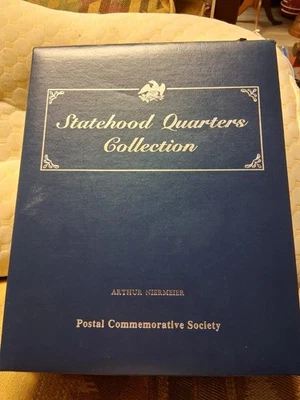 Statehood Quarters
Collection
ARTHUR NIERMEIER
Postal Commemorative Society